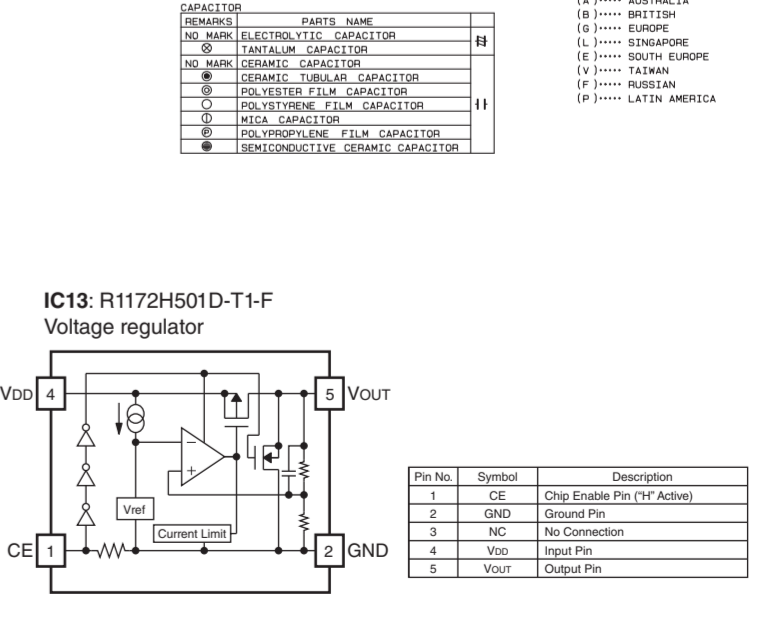 CAPACITOR
REMARKS PARTS NAME
NO MARK ELECTROLYTIC CAPACITOR
⊗ TANTALUM CAPACITOR
NO MARK CERAMIC CAPACITOR
CERAMIC TUBULAR CAPACITOR
POLYESTER FILM CAPACITOR
POLYSTYRENE FILM CAPACITOR
MICA CAPACITOR
Ⓟ POLYPROPYLENE FILM CAPACITOR
SEMICONDUCTIVE CERAMIC CAPACITOR
(A)····· AUSTRALIA
(B)····· BRITISH
(G)····· EUROPE
(L)····· SINGAPORE
(E)····· SOUTH EUROPE
(V)····· TAIWAN
(F)····· RUSSIAN
(P)····· LATIN AMERICA
IC13: R1172H501D-T1-F
Voltage regulator
VDD 4
5 VOUT
−
+
Vref
Current Limit
CE 1
2 GND
Pin No. Symbol Description
1 CE Chip Enable Pin ("H" Active)
2 GND Ground Pin
3 NC No Connection
4 VDD Input Pin
5 VOUT Output Pin